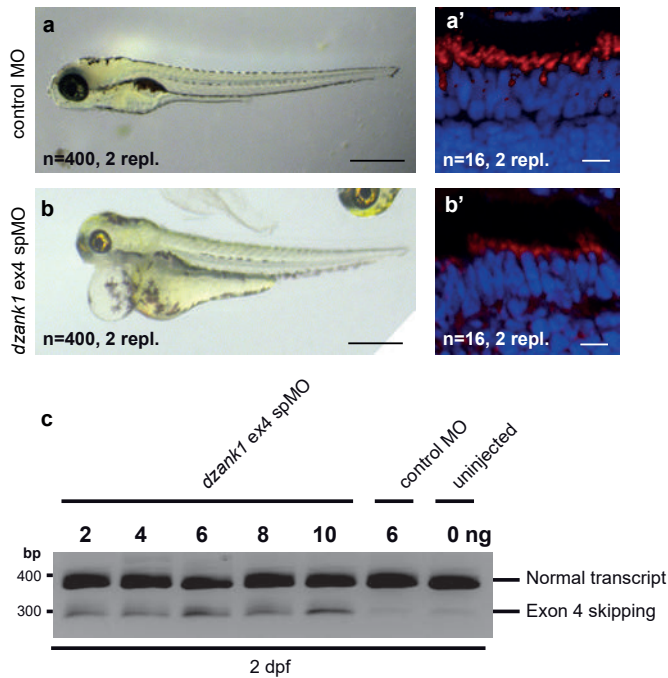 a
control MO
n=400, 2 repl.
a’
n=16, 2 repl.
b
dzank1 ex4 spMO
n=400, 2 repl.
b’
n=16, 2 repl.
c
dzank1 ex4 spMO
control MO
uninjected
2 4 6 8 10 6 0 ng
bp
400
Normal transcript
300
Exon 4 skipping
2 dpf